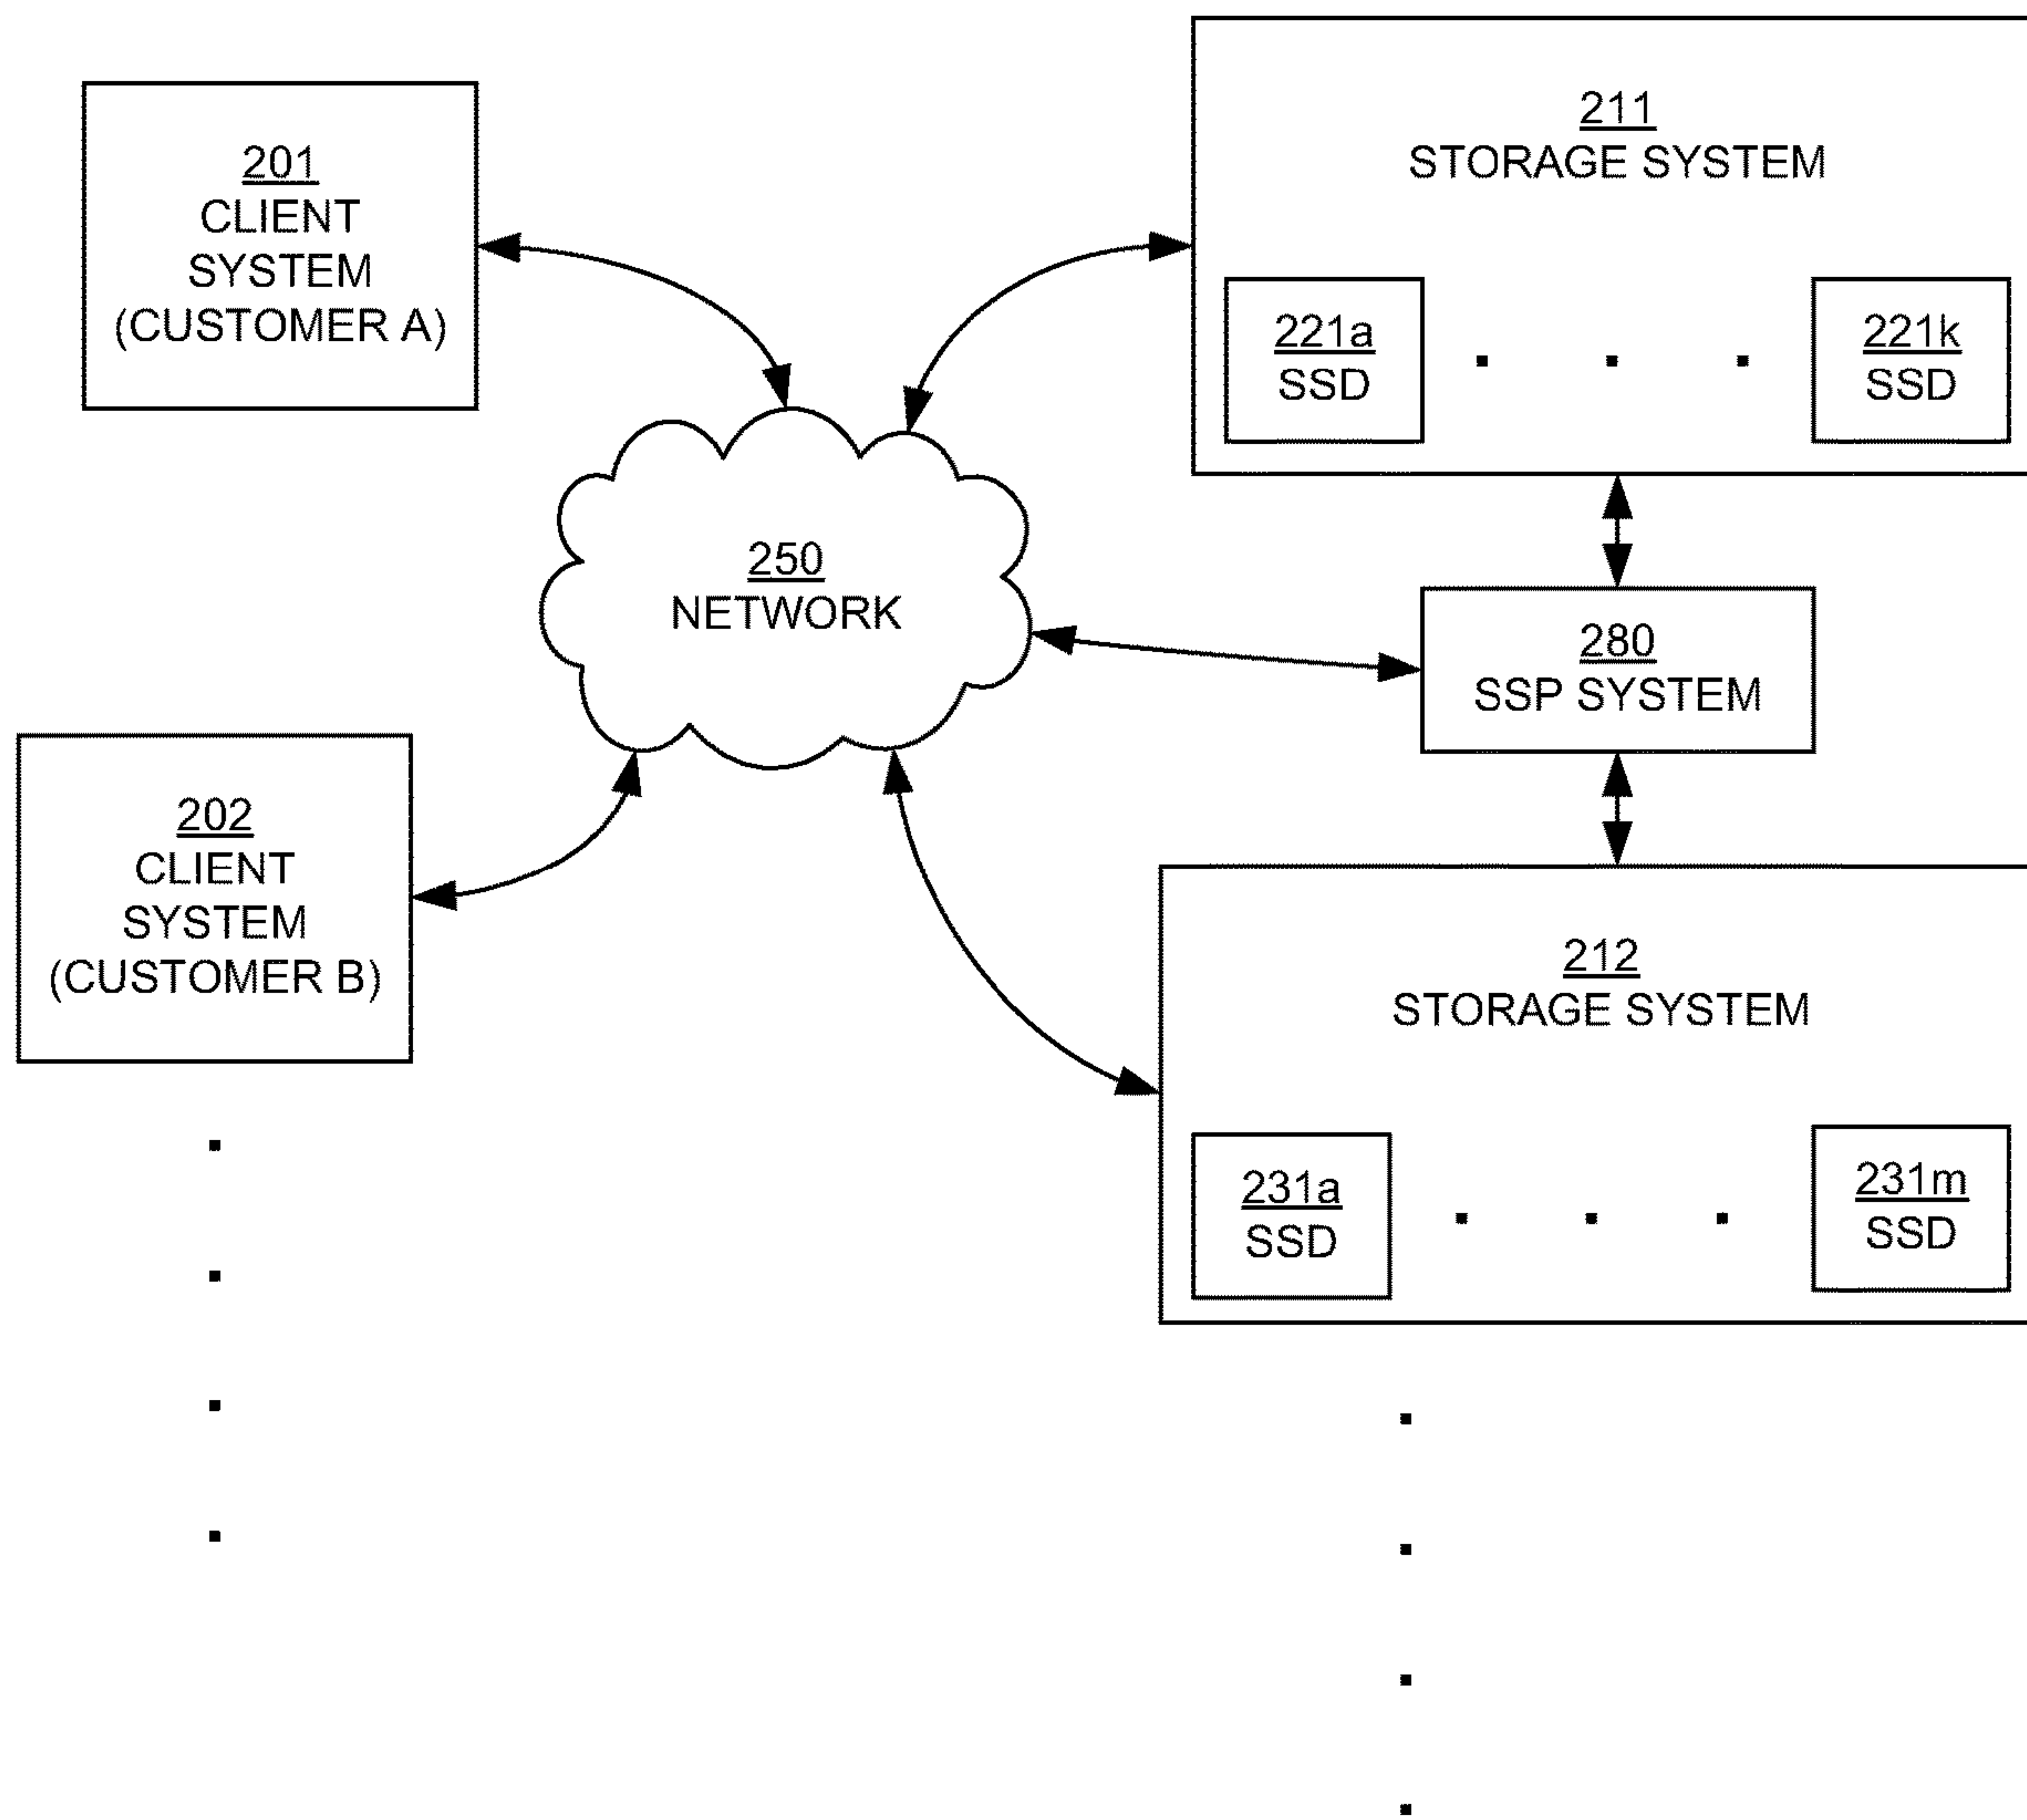 201
CLIENT
SYSTEM
(CUSTOMER A)
211
STORAGE SYSTEM
221a
SSD
221k
SSD
250
NETWORK
280
SSP SYSTEM
202
CLIENT
SYSTEM
(CUSTOMER B)
212
STORAGE SYSTEM
231a
SSD
231m
SSD